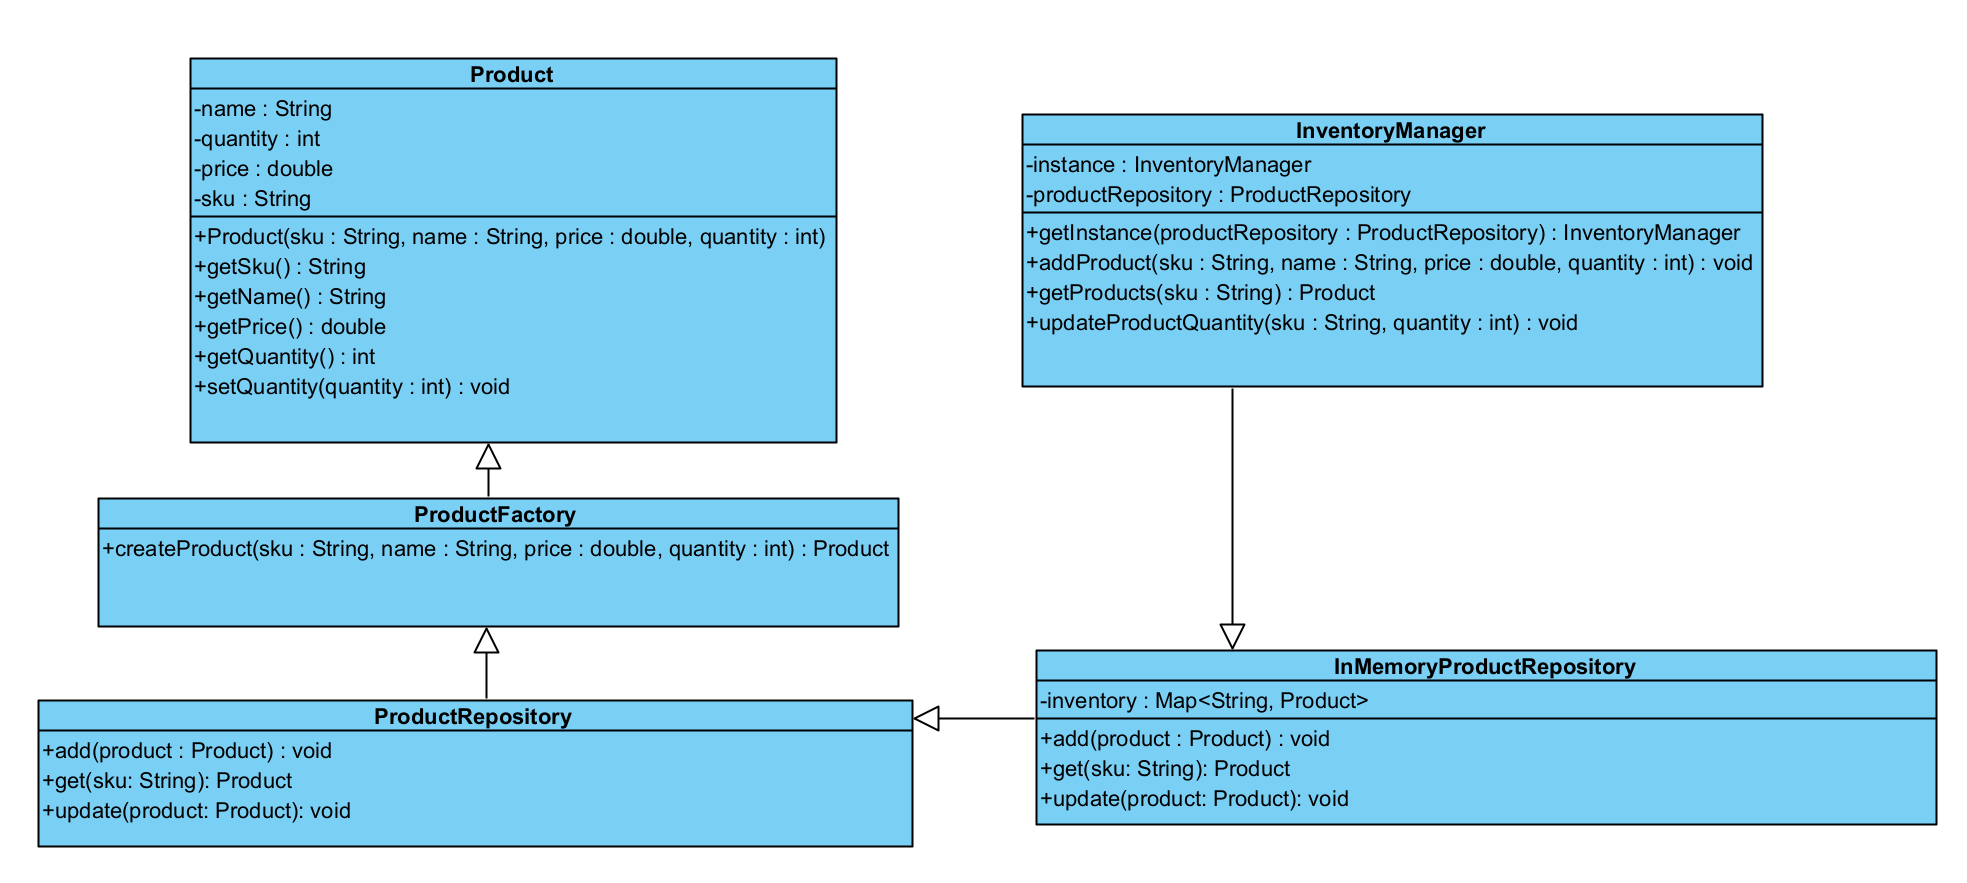 Product
-name : String
-quantity : int
-price : double
-sku : String
+Product(sku : String, name : String, price : double, quantity : int)
+getSku() : String
+getName() : String
+getPrice() : double
+getQuantity() : int
+setQuantity(quantity : int) : void
InventoryManager
-instance : InventoryManager
-productRepository : ProductRepository
+getInstance(productRepository : ProductRepository) : InventoryManager
+addProduct(sku : String, name : String, price : double, quantity : int) : void
+getProducts(sku : String) : Product
+updateProductQuantity(sku : String, quantity : int) : void
ProductFactory
+createProduct(sku : String, name : String, price : double, quantity : int) : Product
ProductRepository
+add(product : Product) : void
+get(sku: String): Product
+update(product: Product): void
InMemoryProductRepository
-inventory : Map<String, Product>
+add(product : Product) : void
+get(sku: String): Product
+update(product: Product): void